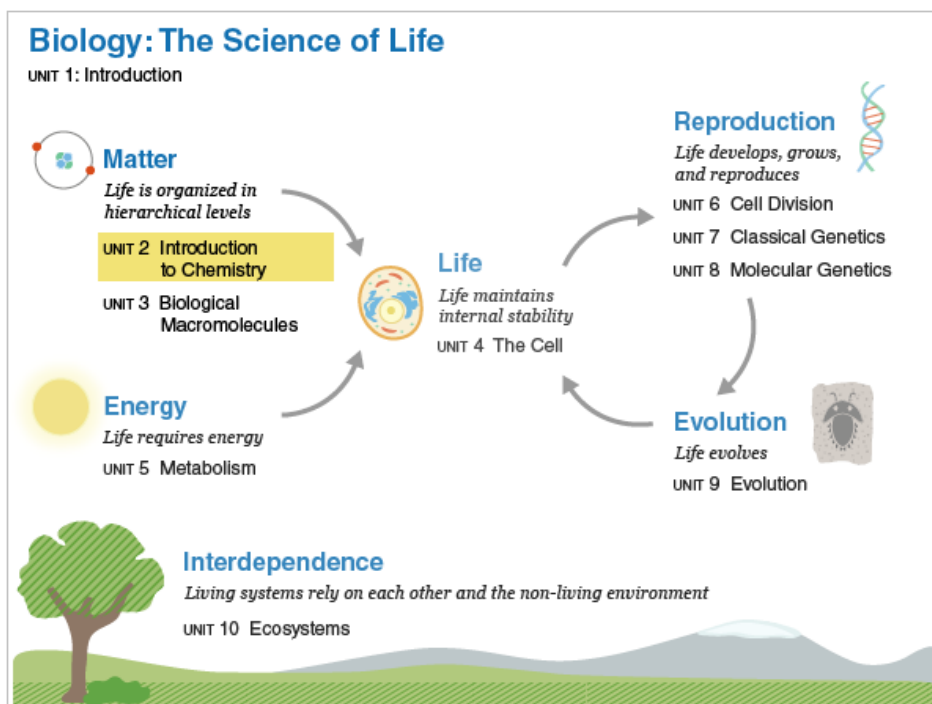 Biology: The Science of Life
UNIT 1: Introduction
Matter
Life is organized in
hierarchical levels
UNIT 2 Introduction
to Chemistry
UNIT 3 Biological
Macromolecules
Energy
Life requires energy
UNIT 5 Metabolism
Life
Life maintains
internal stability
UNIT 4 The Cell
Reproduction
Life develops, grows,
and reproduces
UNIT 6 Cell Division
UNIT 7 Classical Genetics
UNIT 8 Molecular Genetics
Evolution
Life evolves
UNIT 9 Evolution
Interdependence
Living systems rely on each other and the non-living environment
UNIT 10 Ecosystems